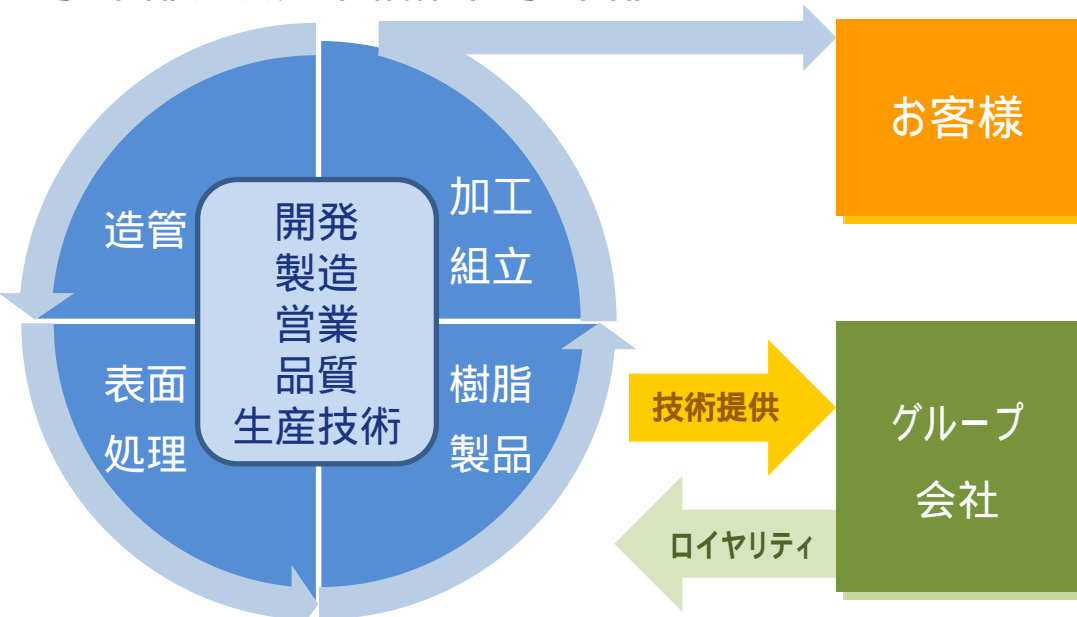 造管
加工
組立
開発
製造
営業
品質
生産技術
表面
処理
樹脂
製品
お客様
技術提供
グループ
会社
ロイヤリティ